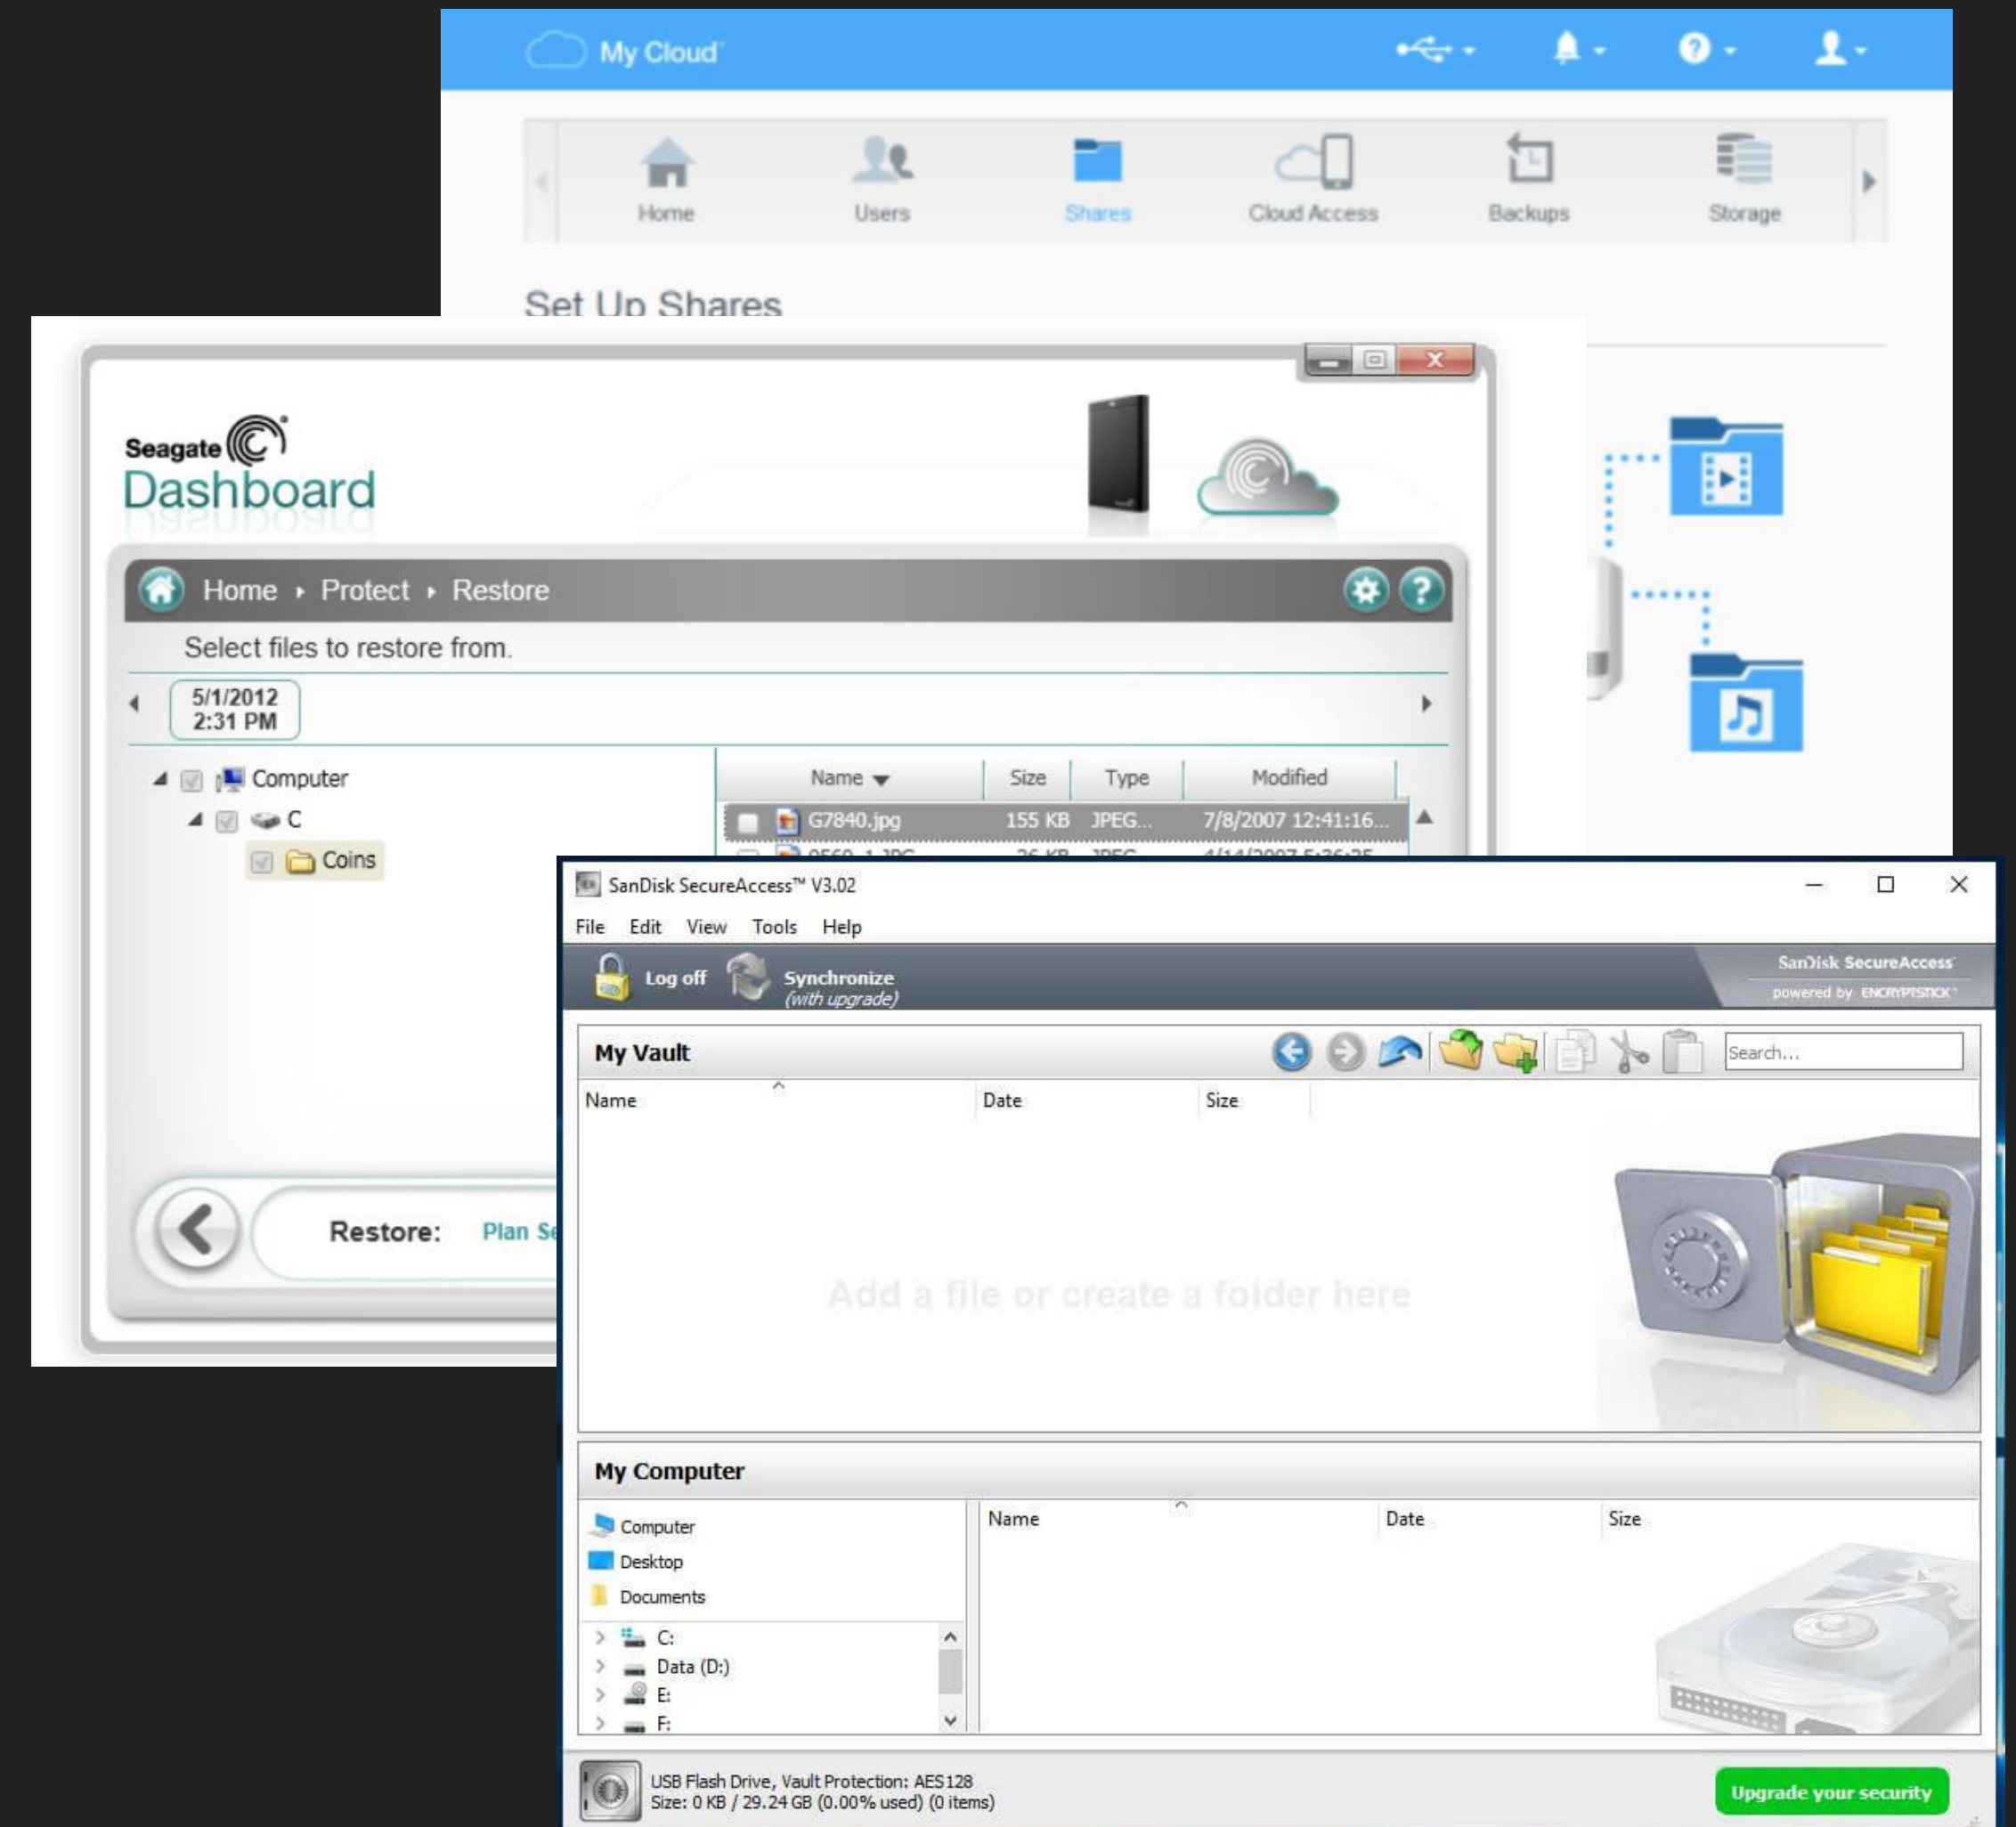 My Cloud
Home Users Shares Cloud Access Backups Storage
Set Up Shares
Seagate
Dashboard
Home ▸ Protect ▸ Restore
Select files to restore from.
5/1/2012
2:31 PM
Computer
C
Coins
Name Size Type Modified
G7840.jpg 155 KB JPEG... 7/8/2007 12:41:16...
Restore: Plan Se
SanDisk SecureAccess™ V3.02
File Edit View Tools Help
Log off Synchronize
(with upgrade)
SanDisk SecureAccess™
powered by ENCRYPTSTICK™
My Vault
Search...
Name Date Size
Add a file or create a folder here
My Computer
Computer
Desktop
Documents
C:
Data (D:)
E:
F:
Name Date Size
USB Flash Drive, Vault Protection: AES128
Size: 0 KB / 29.24 GB (0.00% used) (0 items)
Upgrade your security